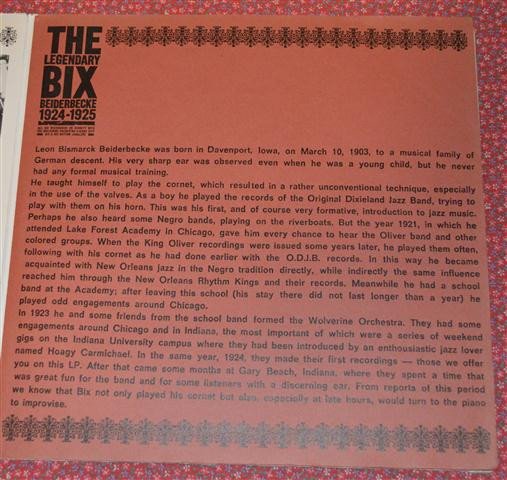 THE
LEGENDARY
BIX
BEIDERBECKE
1924-1925
Leon Bismarck Beiderbecke was born in Davenport, Iowa, on March 10, 1903, to a musical family of
German descent. His very sharp ear was observed even when he was a young child, but he never
had any formal musical training.
He taught himself to play the cornet, which resulted in a rather unconventional technique, especially
in the use of the valves. As a boy he played the records of the Original Dixieland Jazz Band, trying to
play with them on his horn. This was his first, and of course very formative, introduction to jazz music.
Perhaps he also heard some Negro bands, playing on the riverboats. But the year 1921, in which he
attended Lake Forest Academy in Chicago, gave him every chance to hear the Oliver band and other
colored groups. When the King Oliver recordings were issued some years later, he played them often,
following with his cornet as he had done earlier with the O.D.J.B. records. In this way he became
acquainted with New Orleans jazz in the Negro tradition directly, while indirectly the same influence
reached him through the New Orleans Rhythm Kings and their records. Meanwhile he had a school
band at the Academy; after leaving this school (his stay there did not last longer than a year) he
played odd engagements around Chicago.
In 1923 he and some friends from the school band formed the Wolverine Orchestra. They had some
engagements around Chicago and in Indiana, the most important of which were a series of weekend
gigs on the Indiana University campus where they had been introduced by an enthousiastic jazz lover
named Hoagy Carmichael. In the same year, 1924, they made their first recordings — those we offer
you on this LP. After that came some months at Gary Beach, Indiana, where they spent a time that
was great fun for the band and for some listeners with a discerning ear. From reports of this period
we know that Bix not only played his cornet but also, especially at late hours, would turn to the piano
to improvise.